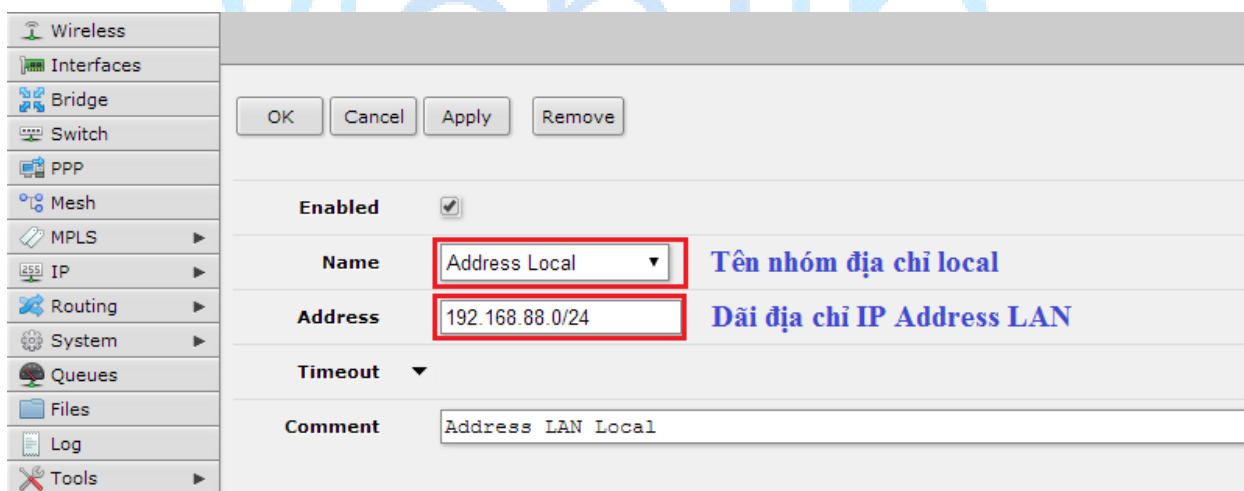 Wireless
Interfaces
Bridge
Switch
PPP
Mesh
MPLS
255 IP
Routing
System
Queues
Files
Log
Tools
OK Cancel Apply Remove
Enabled
Name Address Local Tên nhóm địa chỉ local
Address 192.168.88.0/24 Dãi địa chỉ IP Address LAN
Timeout
Comment Address LAN Local